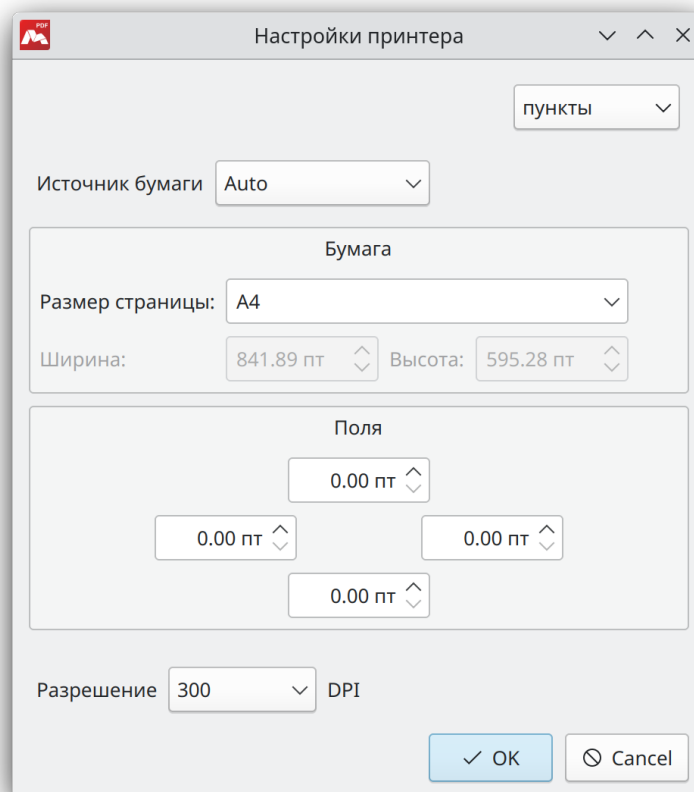 PDF
Настройки принтера
пункты
Источник бумаги Auto
Бумага
Размер страницы: A4
Ширина: 841.89 пт Высота: 595.28 пт
Поля
0.00 пт
0.00 пт 0.00 пт
0.00 пт
Разрешение 300 DPI
OK Cancel